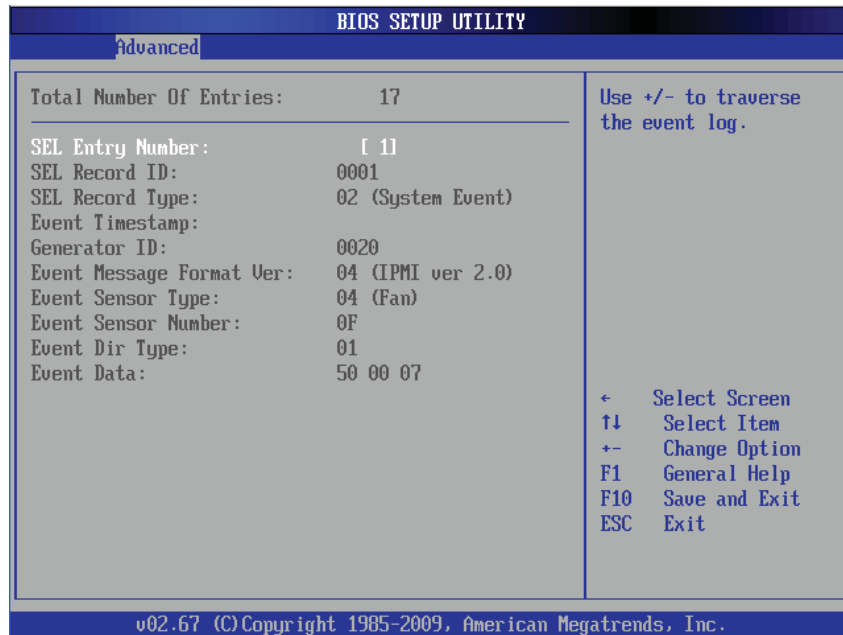 BIOS SETUP UTILITY
Advanced
Total Number Of Entries: 17
SEL Entry Number: [ 1]
SEL Record ID: 0001
SEL Record Type: 02 (System Event)
Event Timestamp:
Generator ID: 0020
Event Message Format Ver: 04 (IPMI ver 2.0)
Event Sensor Type: 04 (Fan)
Event Sensor Number: 0F
Event Dir Type: 01
Event Data: 50 00 07
Use +/- to traverse
the event log.
← Select Screen
↑↓ Select Item
+- Change Option
F1 General Help
F10 Save and Exit
ESC Exit
v02.67 (C)Copyright 1985-2009, American Megatrends, Inc.